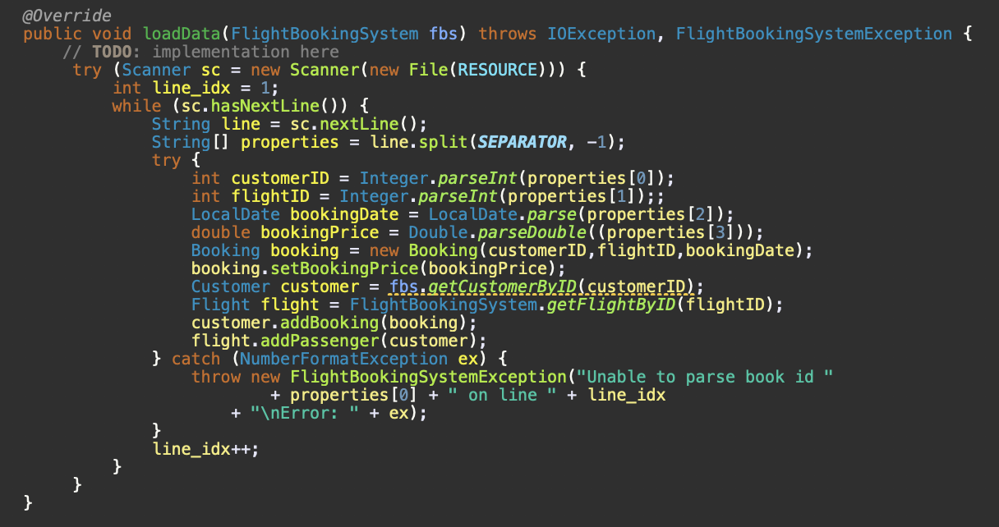 @Override
public void loadData(FlightBookingSystem fbs) throws IOException, FlightBookingSystemException {
    // TODO: implementation here
     try (Scanner sc = new Scanner(new File(RESOURCE))) {
         int line_idx = 1;
         while (sc.hasNextLine()) {
             String line = sc.nextLine();
             String[] properties = line.split(SEPARATOR, -1);
             try {
                 int customerID = Integer.parseInt(properties[0]);
                 int flightID = Integer.parseInt(properties[1]);;
                 LocalDate bookingDate = LocalDate.parse(properties[2]);
                 double bookingPrice = Double.parseDouble((properties[3]));
                 Booking booking = new Booking(customerID,flightID,bookingDate);
                 booking.setBookingPrice(bookingPrice);
                 Customer customer = fbs.getCustomerByID(customerID);
                 Flight flight = FlightBookingSystem.getFlightByID(flightID);
                 customer.addBooking(booking);
                 flight.addPassenger(customer);
             } catch (NumberFormatException ex) {
                 throw new FlightBookingSystemException("Unable to parse book id "
                         + properties[0] + " on line " + line_idx
                     + "\nError: " + ex);
             }
             line_idx++;
         }
     }
}